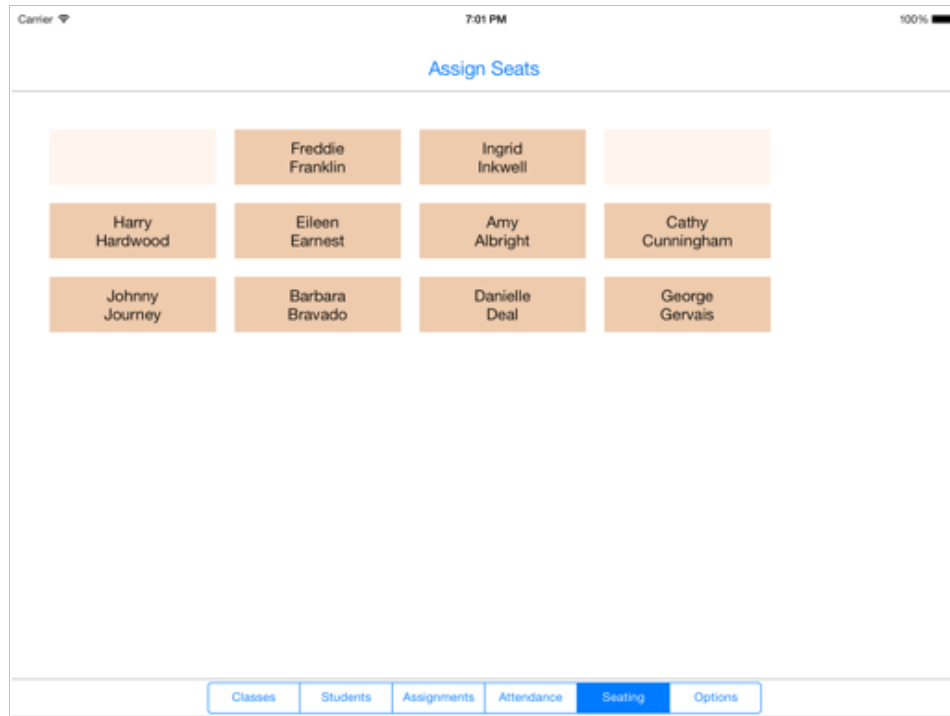 Carrier 7:01 PM 100%
Assign Seats
Freddie Ingrid
Franklin Inkwell
Harry Eileen Amy Cathy
Hardwood Earnest Albright Cunningham
Johnny Barbara Danielle George
Journey Bravado Deal Gervais
Classes Students Assignments Attendance Seating Options